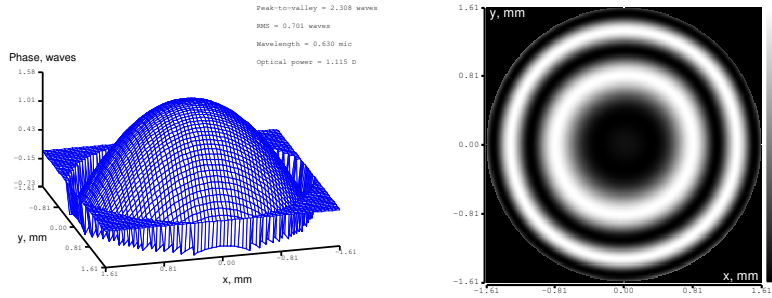 Peak-to-valley = 2.308 waves
RMS = 0.701 waves
Wavelength = 0.630 mic
Optical power = 1.115 D
Phase, waves
1.58
1.01
0.43
-0.15
-0.73
-1.61
-0.81
0.00
0.81
1.61
y, mm
1.61
0.81
0.00
-0.81
-1.61
x, mm
y, mm
1.61
0.81
0.00
-0.81
-1.61
-1.61
-0.81
0.00
0.81
1.61
x, mm